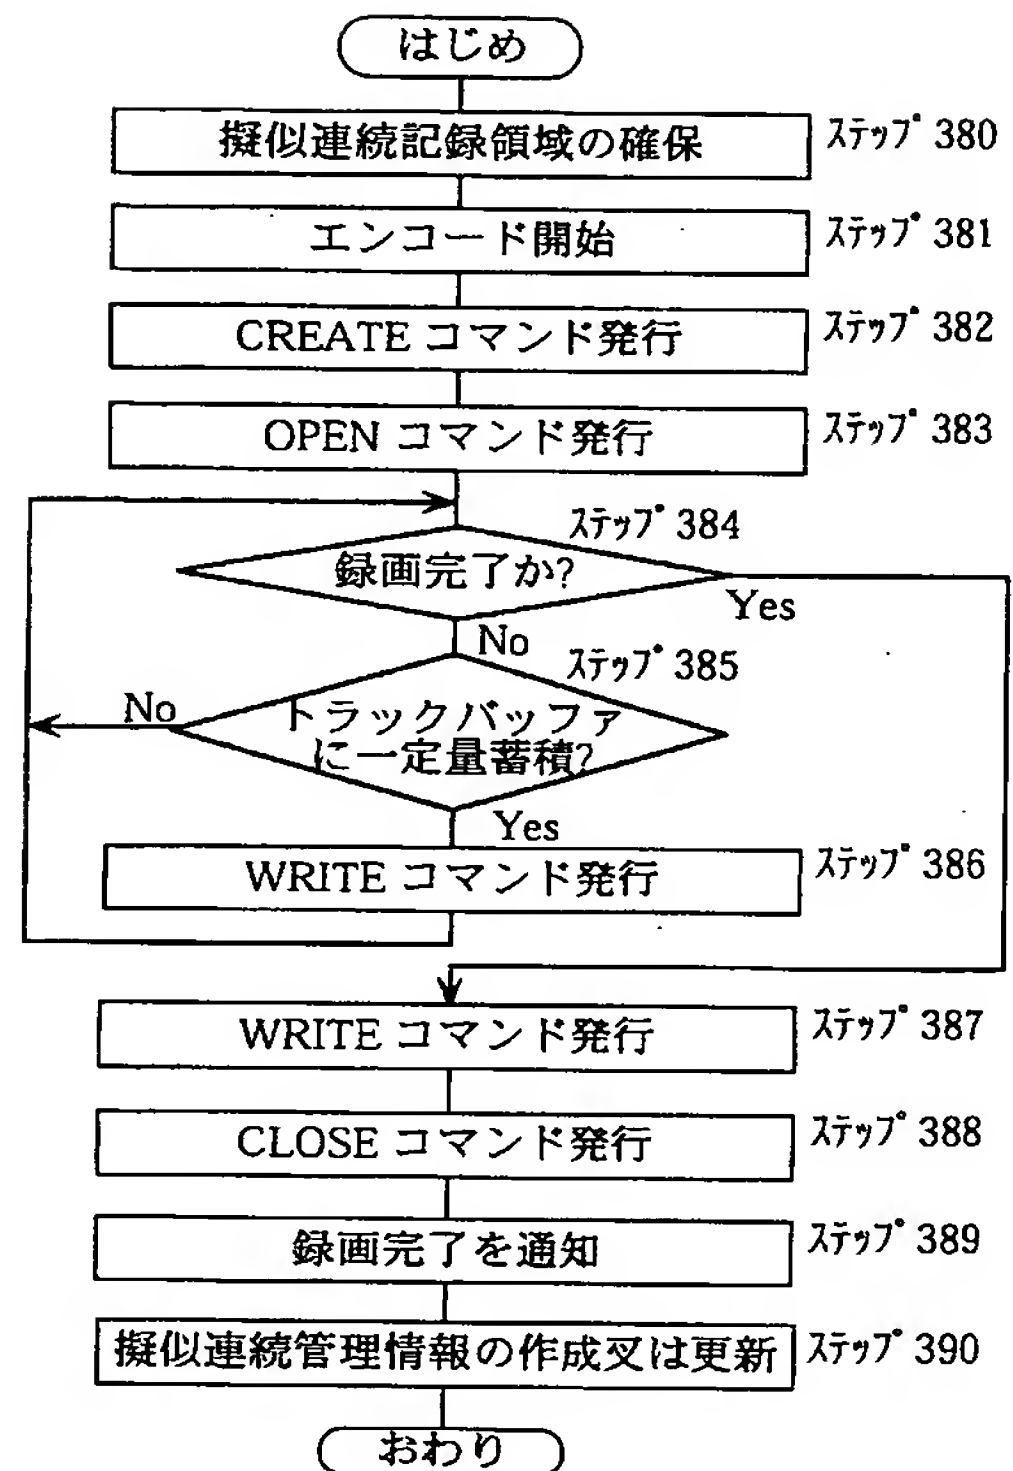 はじめ
擬似連続記録領域の確保
ステップ 380
エンコード開始
ステップ 381
CREATE コマンド発行
ステップ 382
OPEN コマンド発行
ステップ 383
ステップ 384
録画完了か?
Yes
No
ステップ 385
No
トラックバッファ
に一定量蓄積?
Yes
WRITE コマンド発行
ステップ 386
WRITE コマンド発行
ステップ 387
CLOSE コマンド発行
ステップ 388
録画完了を通知
ステップ 389
擬似連続管理情報の作成叉は更新
ステップ 390
おわり